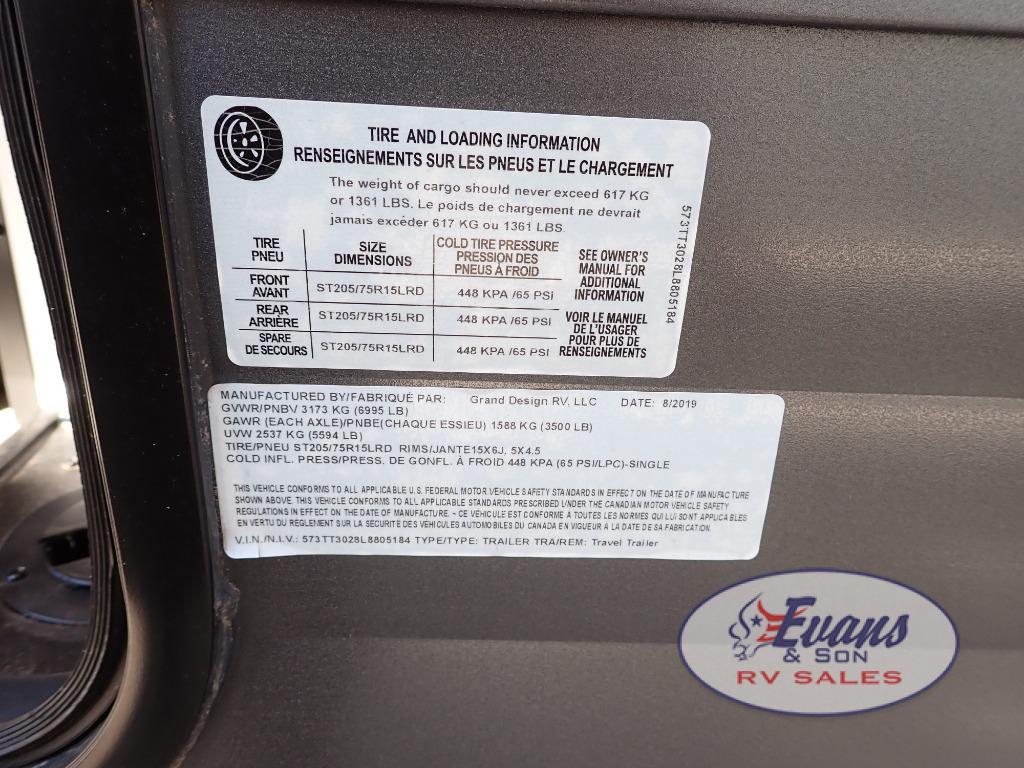 TIRE AND LOADING INFORMATION
RENSEIGNEMENTS SUR LES PNEUS ET LE CHARGEMENT
The weight of cargo should never exceed 617 KG
or 1361 LBS. Le poids de chargement ne devrait
jamais excéder 617 KG ou 1361 LBS.
TIRE PNEU
SIZE DIMENSIONS
COLD TIRE PRESSURE
PRESSION DES
PNEUS À FROID
FRONT AVANT ST205/75R15LRD 448 KPA /65 PSI
REAR ARRIÈRE ST205/75R15LRD 448 KPA /65 PSI
SPARE DE SECOURS ST205/75R15LRD 448 KPA /65 PSI
SEE OWNER'S
MANUAL FOR
ADDITIONAL
INFORMATION
VOIR LE MANUEL
DE L'USAGER
POUR PLUS DE
RENSEIGNEMENTS
573TT3028L8805184
MANUFACTURED BY/FABRIQUÉ PAR: Grand Design RV, LLC DATE: 8/2019
GVWR/PNBV 3173 KG (6995 LB)
GAWR (EACH AXLE)/PNBE(CHAQUE ESSIEU) 1588 KG (3500 LB)
UVW 2537 KG (5594 LB)
TIRE/PNEU ST205/75R15LRD RIMS/JANTE15X6J, 5X4.5
COLD INFL. PRESS/PRESS. DE GONFL. À FROID 448 KPA (65 PSI/LPC)-SINGLE
THIS VEHICLE CONFORMS TO ALL APPLICABLE U.S. FEDERAL MOTOR VEHICLE SAFETY STANDARDS IN EFFECT ON THE DATE OF MANUFACTURE
SHOWN ABOVE. THIS VEHICLE CONFORMS TO ALL APPLICABLE STANDARDS PRESCRIBED UNDER THE CANADIAN MOTOR VEHICLE SAFETY
REGULATIONS IN EFFECT ON THE DATE OF MANUFACTURE. - CE VEHICULE EST CONFORME A TOUTES LES NORMES QUI LUI SONT APPLICABLES
EN VERTU DU RÈGLEMENT SUR LA SÉCURITÉ DES VÉHICULES AUTOMOBILES DU CANADA EN VIGUEUR À LA DATE DE SA FABRICATION.
V.I.N./N.I.V.: 573TT3028L8805184 TYPE/TYPE: TRAILER TRA/REM: Travel Trailer
Evans
& SON
RV SALES